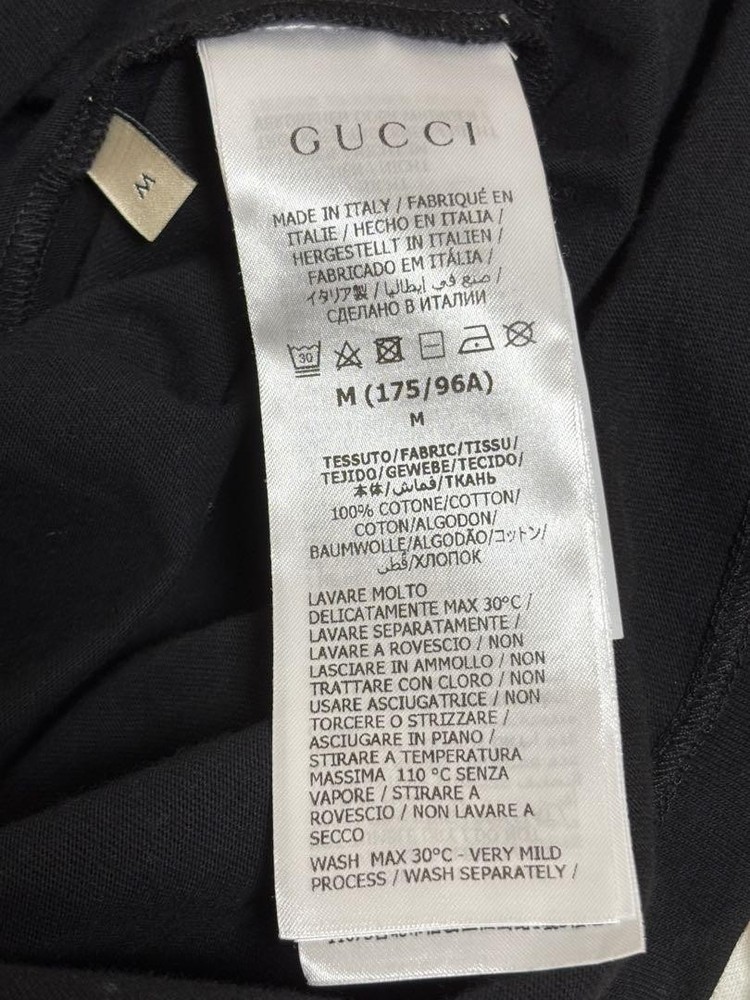 GUCCI
MADE IN ITALY / FABRIQUÉ EN
ITALIE / HECHO EN ITALIA /
HERGESTELLT IN ITALIEN /
FABRICADO EM ITÁLIA /
イタリア製 / صنع في إيطاليا /
СДЕЛАНО В ИТАЛИИ
30
M (175/96A)
M
M
TESSUTO/FABRIC/TISSU/
TEJIDO/GEWEBE/TECIDO/
本体/قماش/ТКАНЬ
100% COTONE/COTTON/
COTON/ALGODON/
BAUMWOLLE/ALGODÃO/コットン/
قطن/ХЛОПОК
LAVARE MOLTO
DELICATAMENTE MAX 30°C /
LAVARE SEPARATAMENTE /
LAVARE A ROVESCIO / NON
LASCIARE IN AMMOLLO / NON
TRATTARE CON CLORO / NON
USARE ASCIUGATRICE / NON
TORCERE O STRIZZARE /
ASCIUGARE IN PIANO /
STIRARE A TEMPERATURA
MASSIMA 110 °C SENZA
VAPORE / STIRARE A
ROVESCIO / NON LAVARE A
SECCO
WASH MAX 30°C - VERY MILD
PROCESS / WASH SEPARATELY /